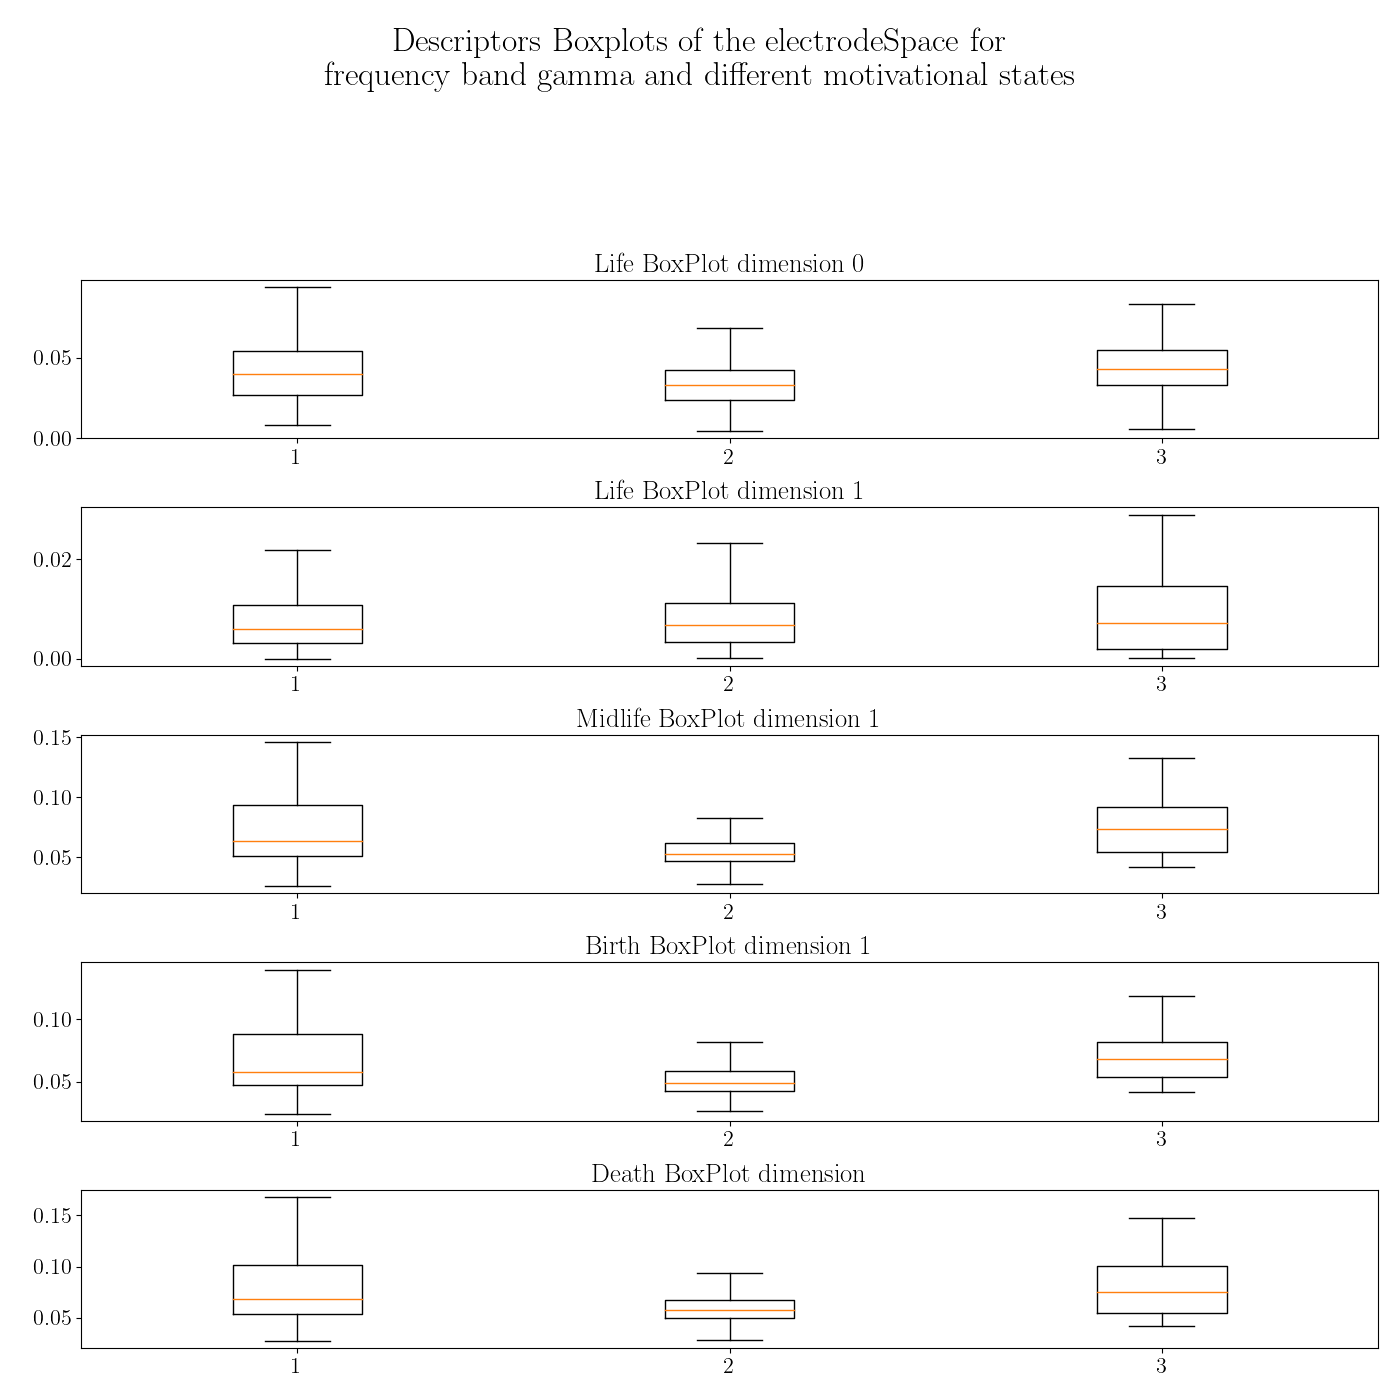 Descriptors Boxplots of the electrodeSpace for
frequency band gamma and different motivational states
Life BoxPlot dimension 0
0.05
0.00
1 2 3
Life BoxPlot dimension 1
0.02
0.00
1 2 3
Midlife BoxPlot dimension 1
0.15
0.10
0.05
1 2 3
Birth BoxPlot dimension 1
0.10
0.05
1 2 3
Death BoxPlot dimension
0.15
0.10
0.05
1 2 3